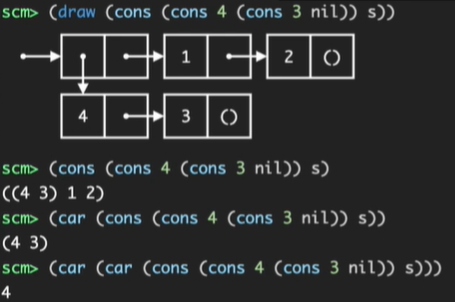 scm> (draw (cons (cons 4 (cons 3 nil)) s))
1 2 ()
4 3 ()
scm> (cons (cons 4 (cons 3 nil)) s)
((4 3) 1 2)
scm> (car (cons (cons 4 (cons 3 nil)) s))
(4 3)
scm> (car (car (cons (cons 4 (cons 3 nil)) s)))
4